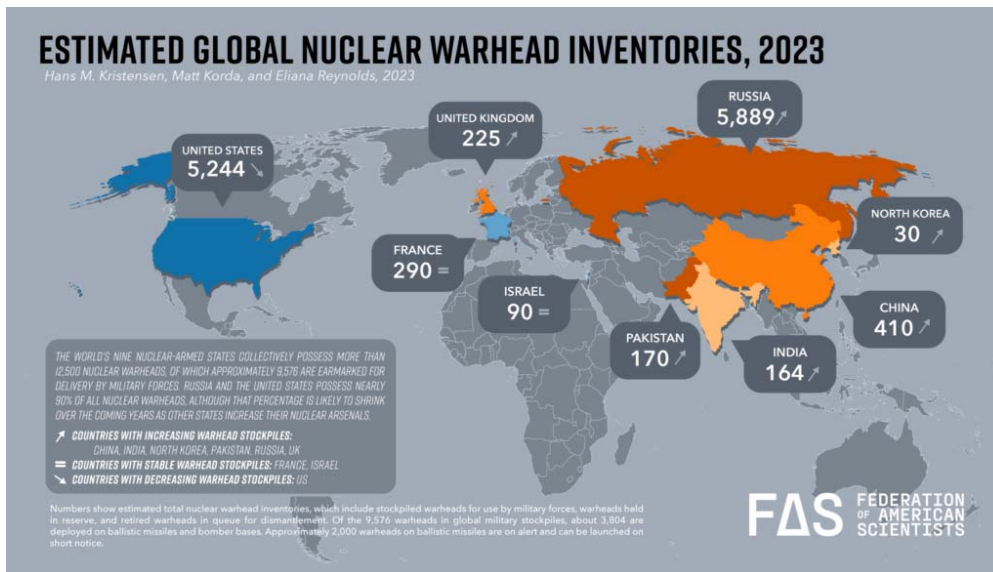 ESTIMATED GLOBAL NUCLEAR WARHEAD INVENTORIES, 2023
Hans M. Kristensen, Matt Korda, and Eliana Reynolds, 2023
UNITED STATES
5,244 ↘
UNITED KINGDOM
225 ↗
RUSSIA
5,889 ↗
NORTH KOREA
30 ↗
FRANCE
290 =
ISRAEL
90 =
PAKISTAN
170 ↗
INDIA
164 ↗
CHINA
410 ↗
THE WORLD'S NINE NUCLEAR-ARMED STATES COLLECTIVELY POSSESS MORE THAN
12,500 NUCLEAR WARHEADS, OF WHICH APPROXIMATELY 9,576 ARE EARMARKED FOR
DELIVERY BY MILITARY FORCES. RUSSIA AND THE UNITED STATES POSSESS NEARLY
90% OF ALL NUCLEAR WARHEADS, ALTHOUGH THAT PERCENTAGE IS LIKELY TO SHRINK
OVER THE COMING YEARS AS OTHER STATES INCREASE THEIR NUCLEAR ARSENALS.
↗ COUNTRIES WITH INCREASING WARHEAD STOCKPILES:
CHINA, INDIA, NORTH KOREA, PAKISTAN, RUSSIA, UK
= COUNTRIES WITH STABLE WARHEAD STOCKPILES: FRANCE, ISRAEL
↘ COUNTRIES WITH DECREASING WARHEAD STOCKPILES: US
Numbers show estimated total nuclear warhead inventories, which include stockpiled warheads for use by military forces, warheads held
in reserve, and retired warheads in queue for dismantlement. Of the 9,576 warheads in global military stockpiles, about 3,804 are
deployed on ballistic missiles and bomber bases. Approximately 2,000 warheads on ballistic missiles are on alert and can be launched on
short notice.
FAS
FEDERATION
OF AMERICAN
SCIENTISTS